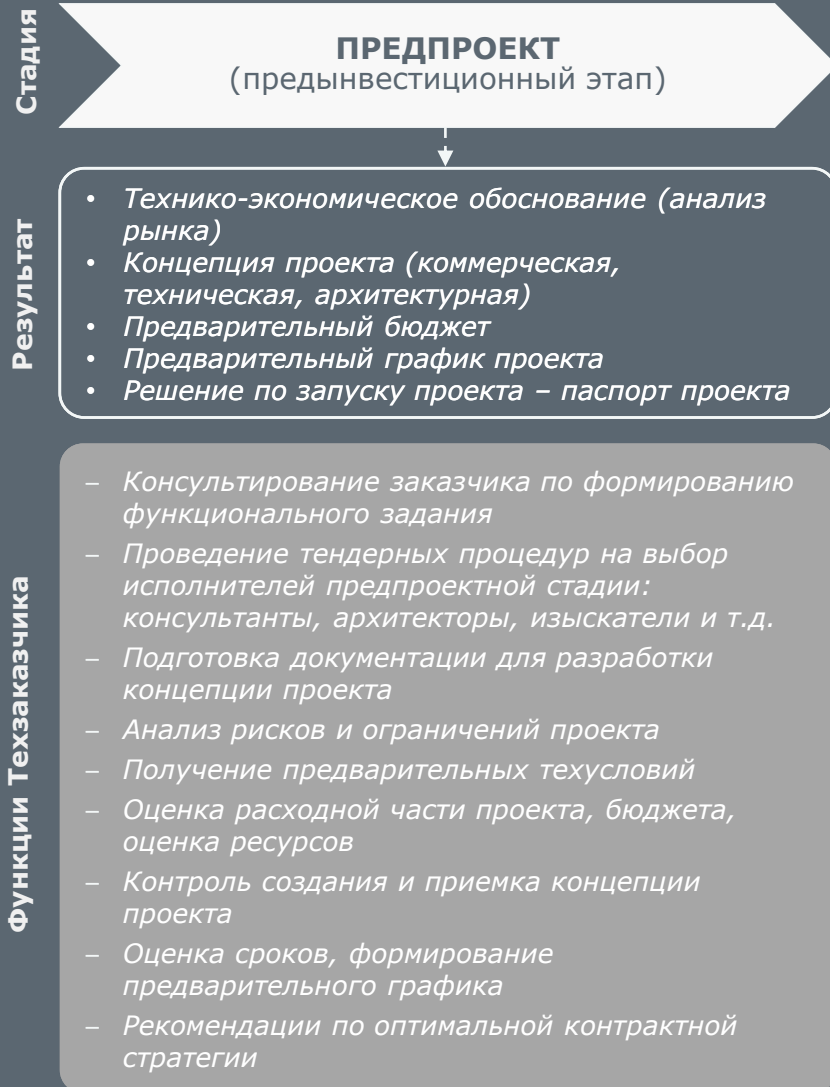 Стадия
ПРЕДПРОЕКТ
(предынвестиционный этап)
Результат
• Технико-экономическое обоснование (анализ
рынка)
• Концепция проекта (коммерческая,
техническая, архитектурная)
• Предварительный бюджет
• Предварительный график проекта
• Решение по запуску проекта – паспорт проекта
Функции Техзаказчика
– Консультирование заказчика по формированию
функционального задания
– Проведение тендерных процедур на выбор
исполнителей предпроектной стадии:
консультанты, архитекторы, изыскатели и т.д.
– Подготовка документации для разработки
концепции проекта
– Анализ рисков и ограничений проекта
– Получение предварительных техусловий
– Оценка расходной части проекта, бюджета,
оценка ресурсов
– Контроль создания и приемка концепции
проекта
– Оценка сроков, формирование
предварительного графика
– Рекомендации по оптимальной контрактной
стратегии